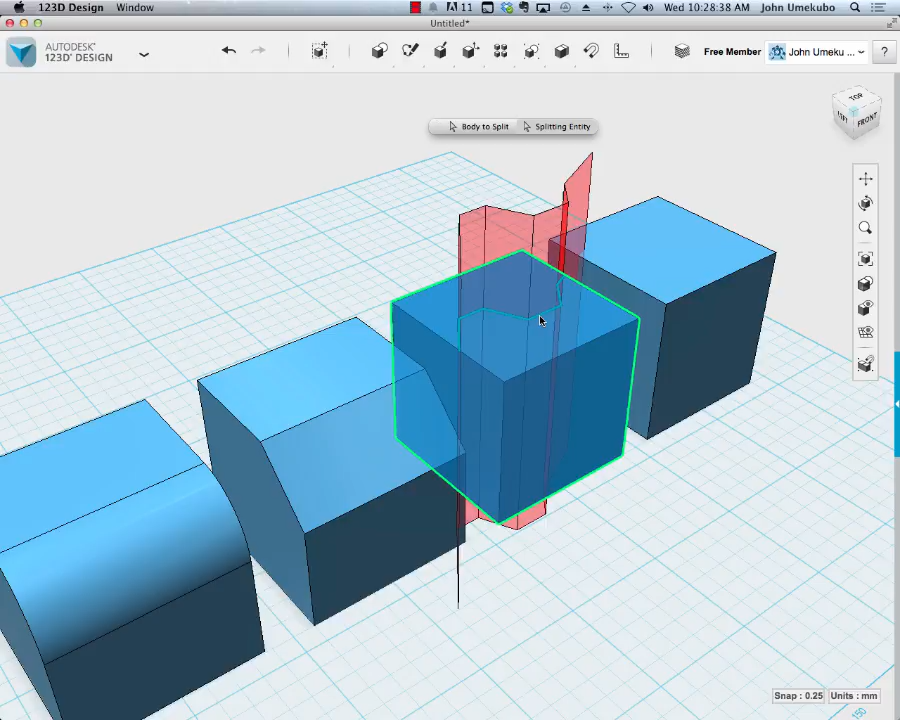 123D Design Window 11 Wed 10:28:38 AM John Umekubo
Untitled*
AUTODESK®
123D® DESIGN
Free Member
John Umeku ...
?
TOP
LEFT
FRONT
Body to Split
Splitting Entity
Snap : 0.25
Units : mm
150